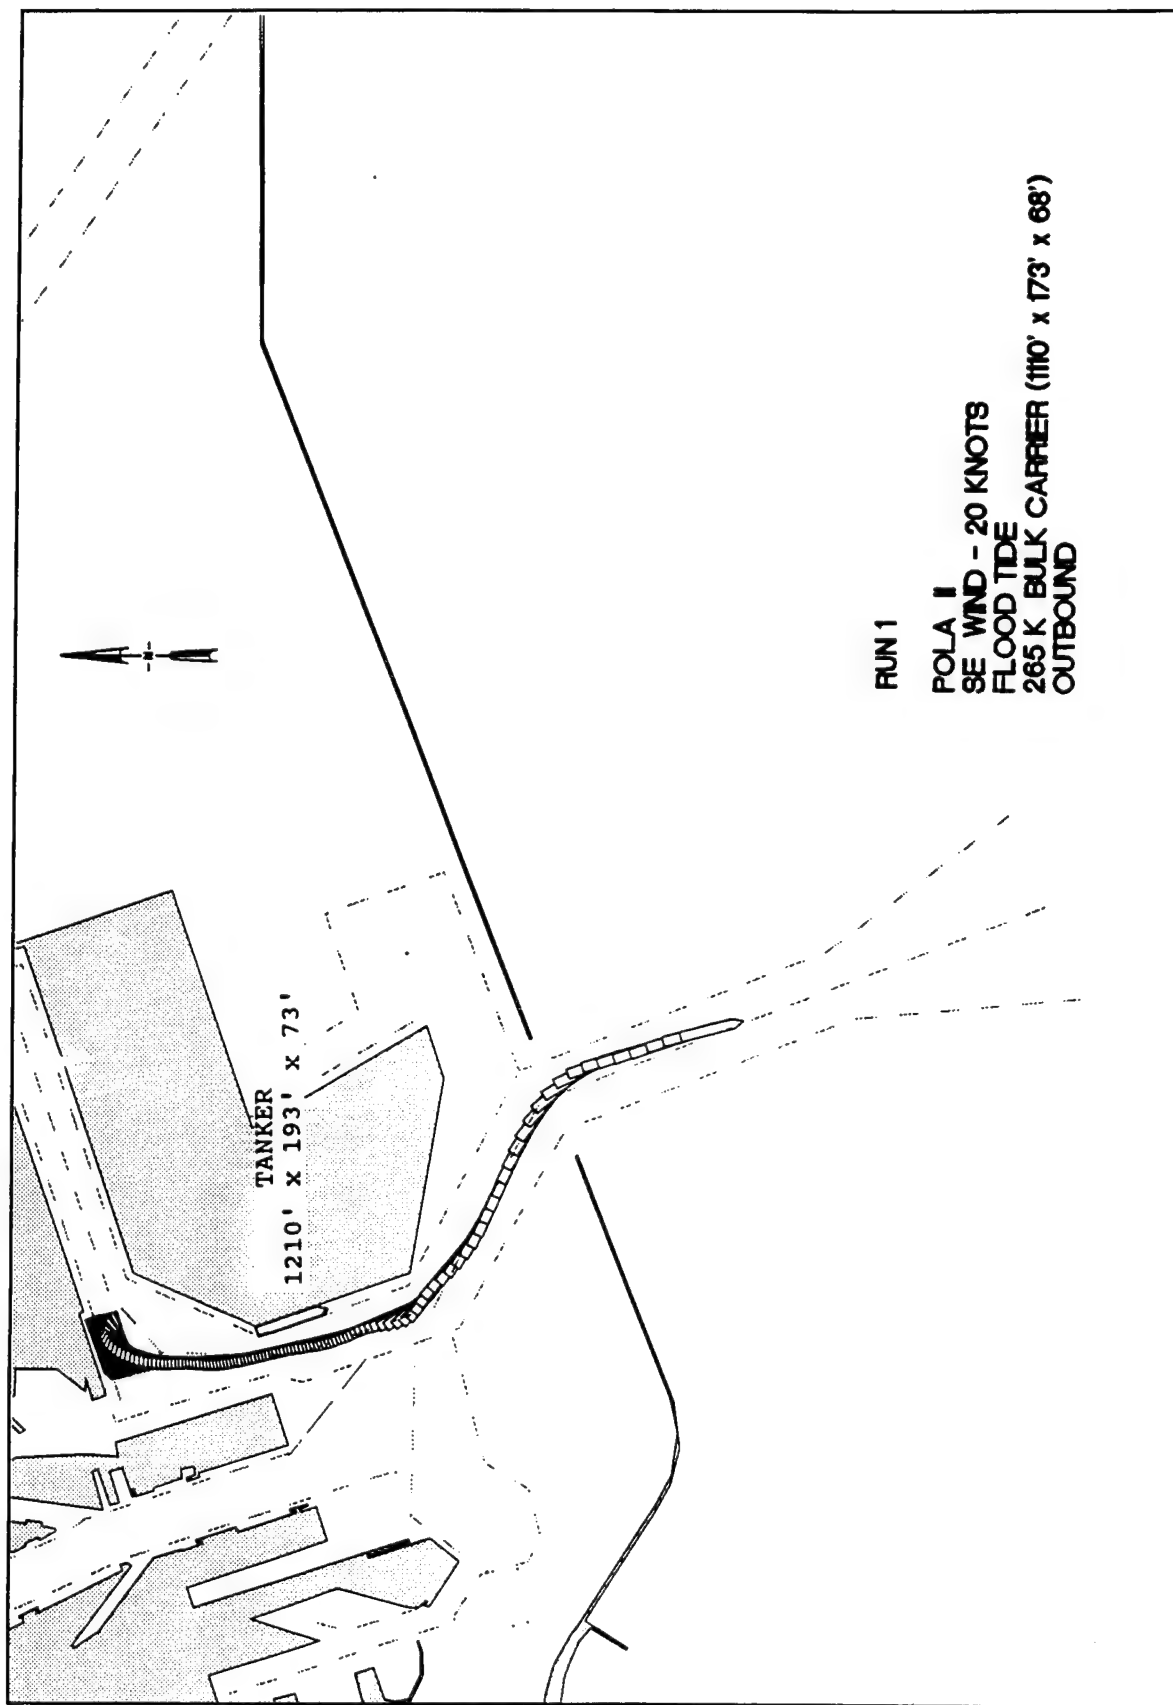 TANKER
1210' x 193' x 73'
N
RUN 1
POLA II
SE WIND - 20 KNOTS
FLOOD TIDE
265 K BULK CARRIER (1110' x 173' x 68')
OUTBOUND